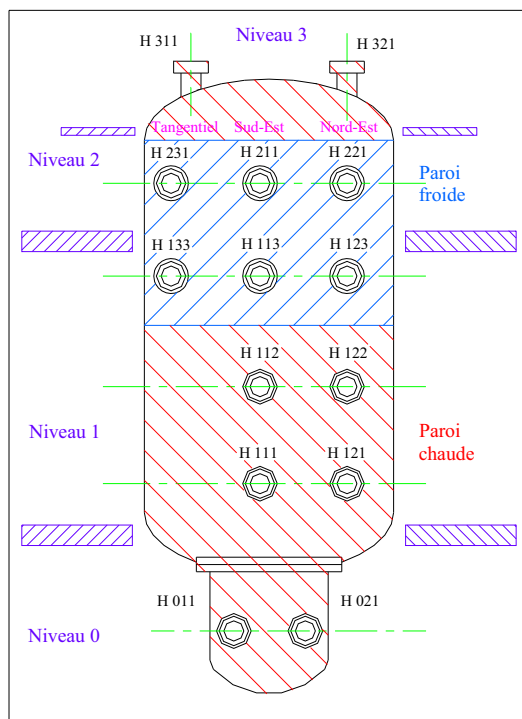 Niveau 3
H 311
H 321
Tangentiel
Sud-Est
Nord-Est
Niveau 2
H 231
H 211
H 221
Paroi
froide
H 133
H 113
H 123
H 112
H 122
Niveau 1
Paroi
chaude
H 111
H 121
H 011
H 021
Niveau 0